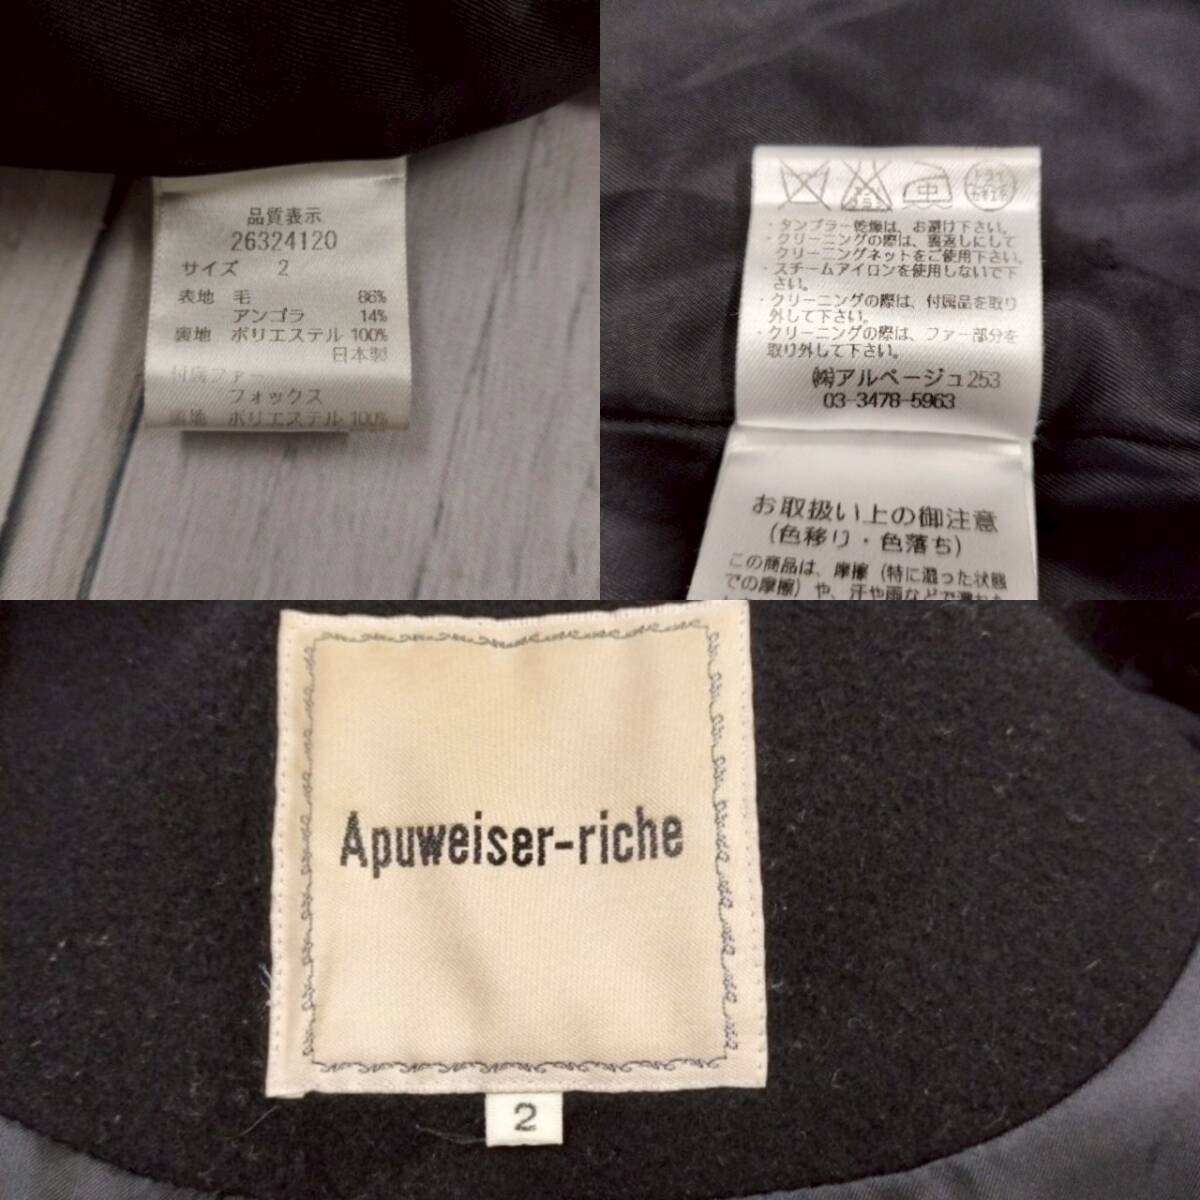 品質表示
26324120
サイズ 2
表地 毛 86%
アンゴラ 14%
裏地 ポリエステル 100%
日本製
付属ファー
フォックス
裏地 ポリエステル 100%
中
ドライ
セキユ系
・タンブラー乾燥は、お避け下さい。
・クリーニングの際は、裏返しにして
クリーニングネットをご使用下さい。
・スチームアイロンを使用しないで下
さい。
・クリーニングの際は、付属品を取り
外して下さい。
・クリーニングの際は、ファー部分を
取り外して下さい。
㈱アルページュ253
03-3478-5963
お取扱い上の御注意
(色移り・色落ち)
この商品は、摩擦(特に湿った状態
での摩擦)や、汗や雨などで濡れた
Apuweiser-riche
2